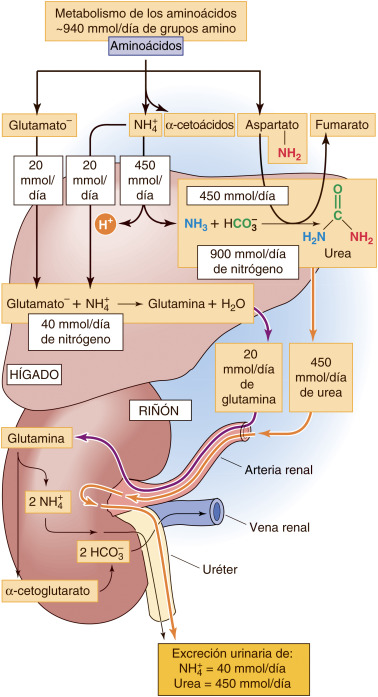 Metabolismo de los aminoácidos
~940 mmol/día de grupos amino
Aminoácidos
Glutamato⁻
NH₄⁺
α-cetoácidos
Aspartato
Fumarato
NH₂
20
mmol/
día
20
mmol/
día
450
mmol/
día
450 mmol/día
H⁺
NH₃ + HCO₃⁻
O
C
H₂N
NH₂
Urea
900 mmol/día
de nitrógeno
Glutamato⁻ + NH₄⁺ → Glutamina + H₂O
40 mmol/día
de nitrógeno
HÍGADO
20
mmol/día
de
glutamina
450
mmol/día
de urea
RIÑÓN
Glutamina
Arteria renal
2 NH₄⁺
Vena renal
2 HCO₃⁻
Uréter
α-cetoglutarato
Excreción urinaria de:
NH₄⁺ = 40 mmol/día
Urea = 450 mmol/día